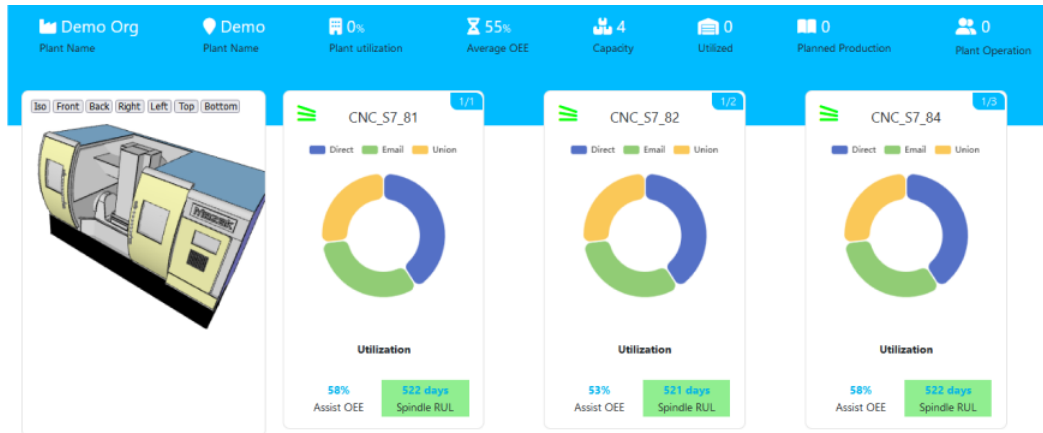 Demo Org
Plant Name
Demo
Plant Name
0%
Plant utilization
55%
Average OEE
4
Capacity
0
Utilized
0
Planned Production
0
Plant Operation
Iso Front Back Right Left Top Bottom
Mazak
1/1
CNC_S7_81
Direct Email Union
Utilization
58%
Assist OEE
522 days
Spindle RUL
1/2
CNC_S7_82
Direct Email Union
Utilization
53%
Assist OEE
521 days
Spindle RUL
1/3
CNC_S7_84
Direct Email Union
Utilization
58%
Assist OEE
522 days
Spindle RUL